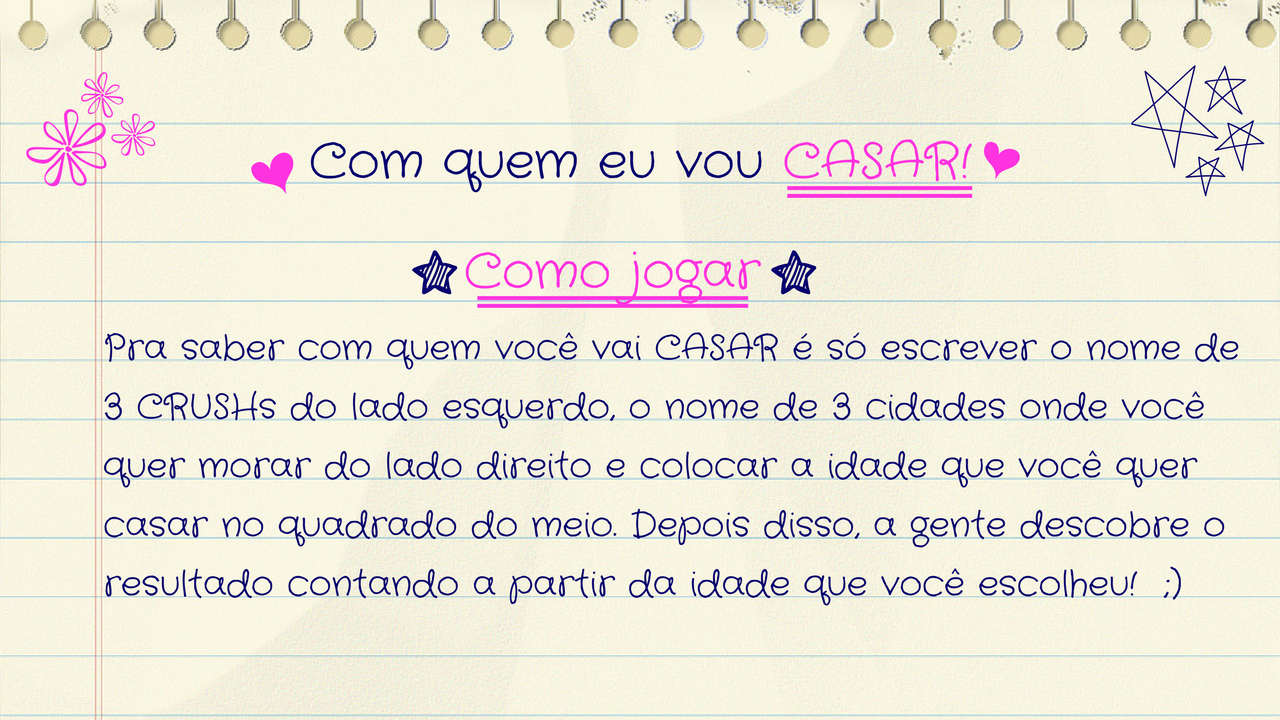 Com quem eu vou CASAR!
Como jogar
Pra saber com quem você vai CASAR é só escrever o nome de
3 CRUSHs do lado esquerdo, o nome de 3 cidades onde você
quer morar do lado direito e colocar a idade que você quer
casar no quadrado do meio. Depois disso, a gente descobre o
resultado contando a partir da idade que você escolheu! ;)